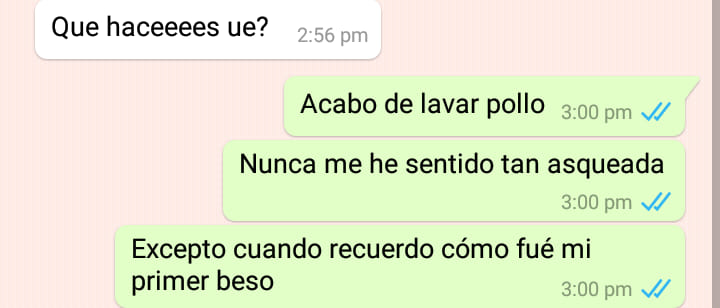 Que haceeees ue? 2:56 pm
Acabo de lavar pollo 3:00 pm
Nunca me he sentido tan asqueada
3:00 pm
Excepto cuando recuerdo cómo fué mi
primer beso 3:00 pm